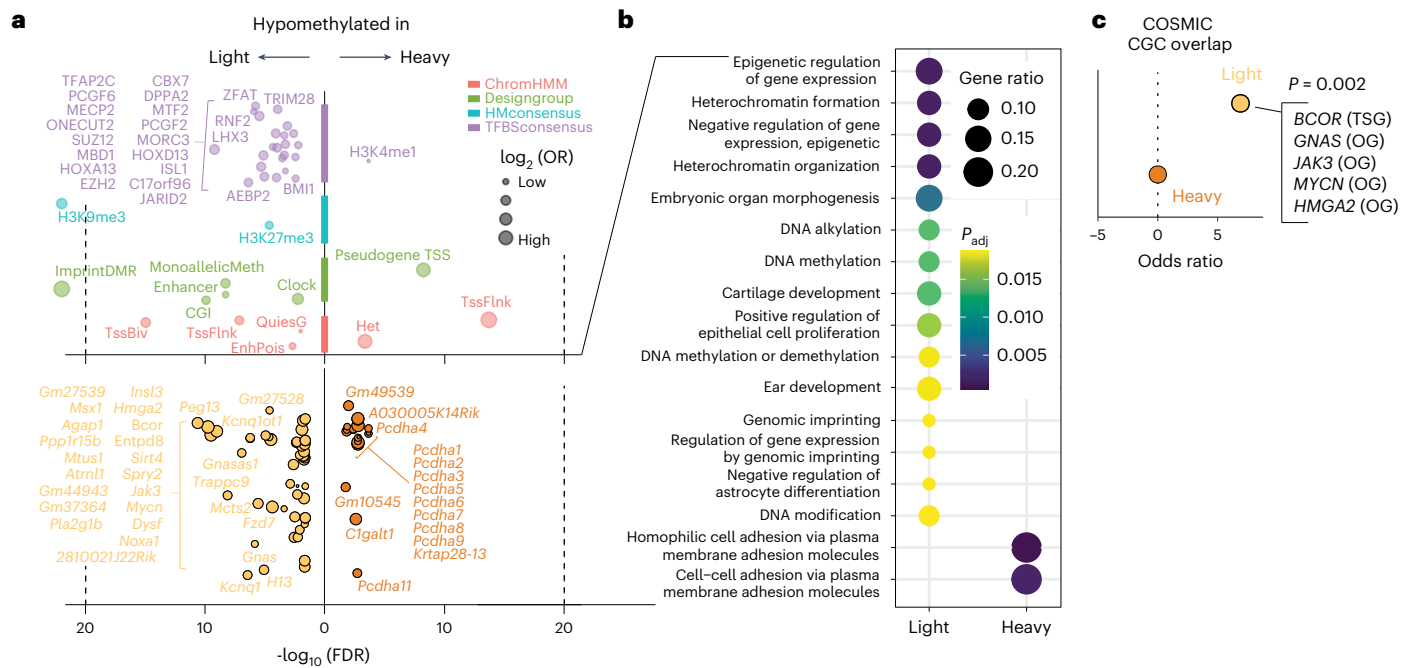 a
Hypomethylated in
Light
Heavy
TFAP2C
PCGF6
MECP2
ONECUT2
SUZ12
MBD1
HOXA13
EZH2
CBX7
DPPA2
MTF2
PCGF2
MORC3
HOXD13
ISL1
C17orf96
JARID2
ZFAT
TRIM28
RNF2
LHX3
AEBP2
BMI1
H3K4me1
ChromHMM
Designgroup
HMconsensus
TFBSconsensus
log2 (OR)
Low
High
H3K9me3
H3K27me3
Pseudogene TSS
ImprintDMR
MonoallelicMeth
Enhancer
CGI
Clock
TssBiv
TssFlnk
QuiesG
EnhPois
Het
TssFlnk
Gm27539
Msx1
Agap1
Ppp1r15b
Mtus1
Atrnl1
Gm44943
Gm37364
Pla2g1b
Insl3
Hmga2
Bcor
Entpd8
Sirt4
Spry2
Jak3
Mycn
Dysf
Noxa1
2810021J22Rik
Peg13
Gm27528
Kcnq1ot1
Gnasas1
Trappc9
Mcts2
Fzd7
Gnas
Kcnq1
H13
Gm49539
A030005K14Rik
Pcdha4
Pcdha1
Pcdha2
Pcdha3
Pcdha5
Pcdha6
Pcdha7
Pcdha8
Pcdha9
Krtap28-13
Gm10545
C1galt1
Pcdha11
20
10
0
10
20
-log10 (FDR)
b
Epigenetic regulation
of gene expression
Heterochromatin formation
Negative regulation of gene
expression, epigenetic
Heterochromatin organization
Embryonic organ morphogenesis
DNA alkylation
DNA methylation
Cartilage development
Positive regulation of
epithelial cell proliferation
DNA methylation or demethylation
Ear development
Genomic imprinting
Regulation of gene expression
by genomic imprinting
Negative regulation of
astrocyte differentiation
DNA modification
Homophilic cell adhesion via plasma
membrane adhesion molecules
Cell–cell adhesion via plasma
membrane adhesion molecules
Light
Heavy
Gene ratio
0.10
0.15
0.20
Padj
0.015
0.010
0.005
c
COSMIC
CGC overlap
Light
P = 0.002
BCOR (TSG)
GNAS (OG)
JAK3 (OG)
MYCN (OG)
HMGA2 (OG)
Heavy
–5
0
5
Odds ratio